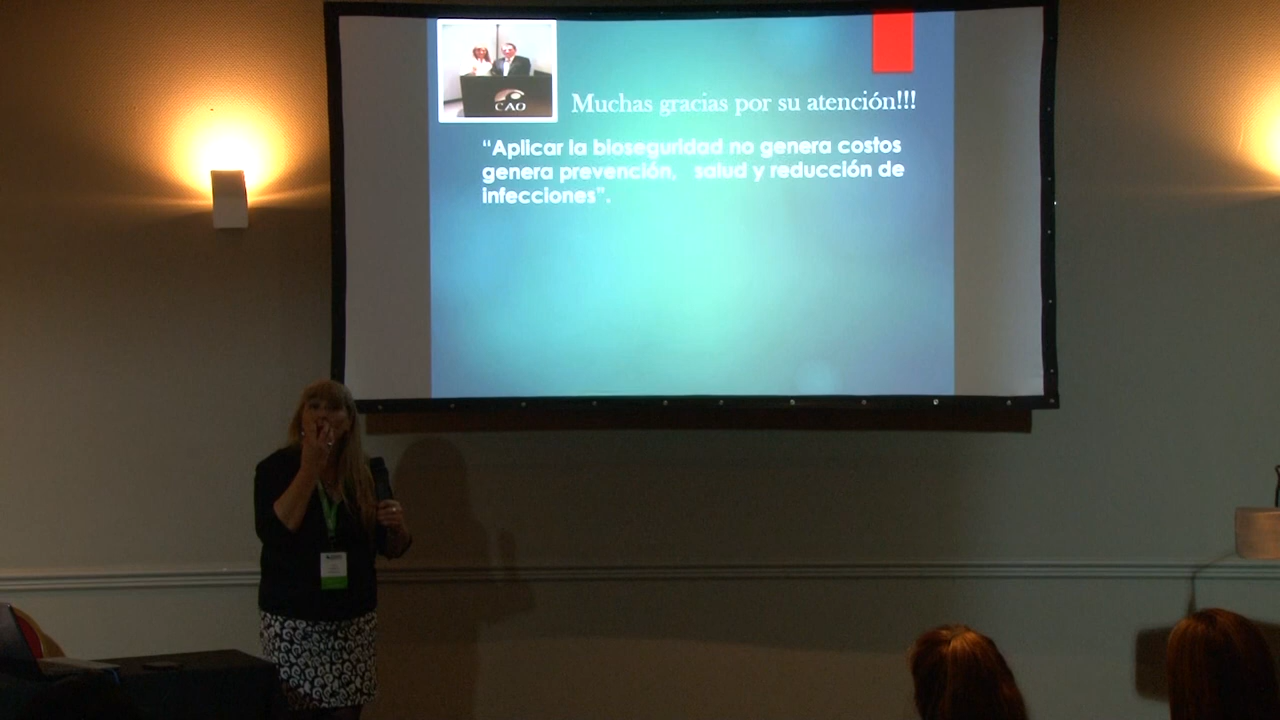 CAO
Muchas gracias por su atención!!!
“Aplicar la bioseguridad no genera costos
genera prevención, salud y reducción de
infecciones”.